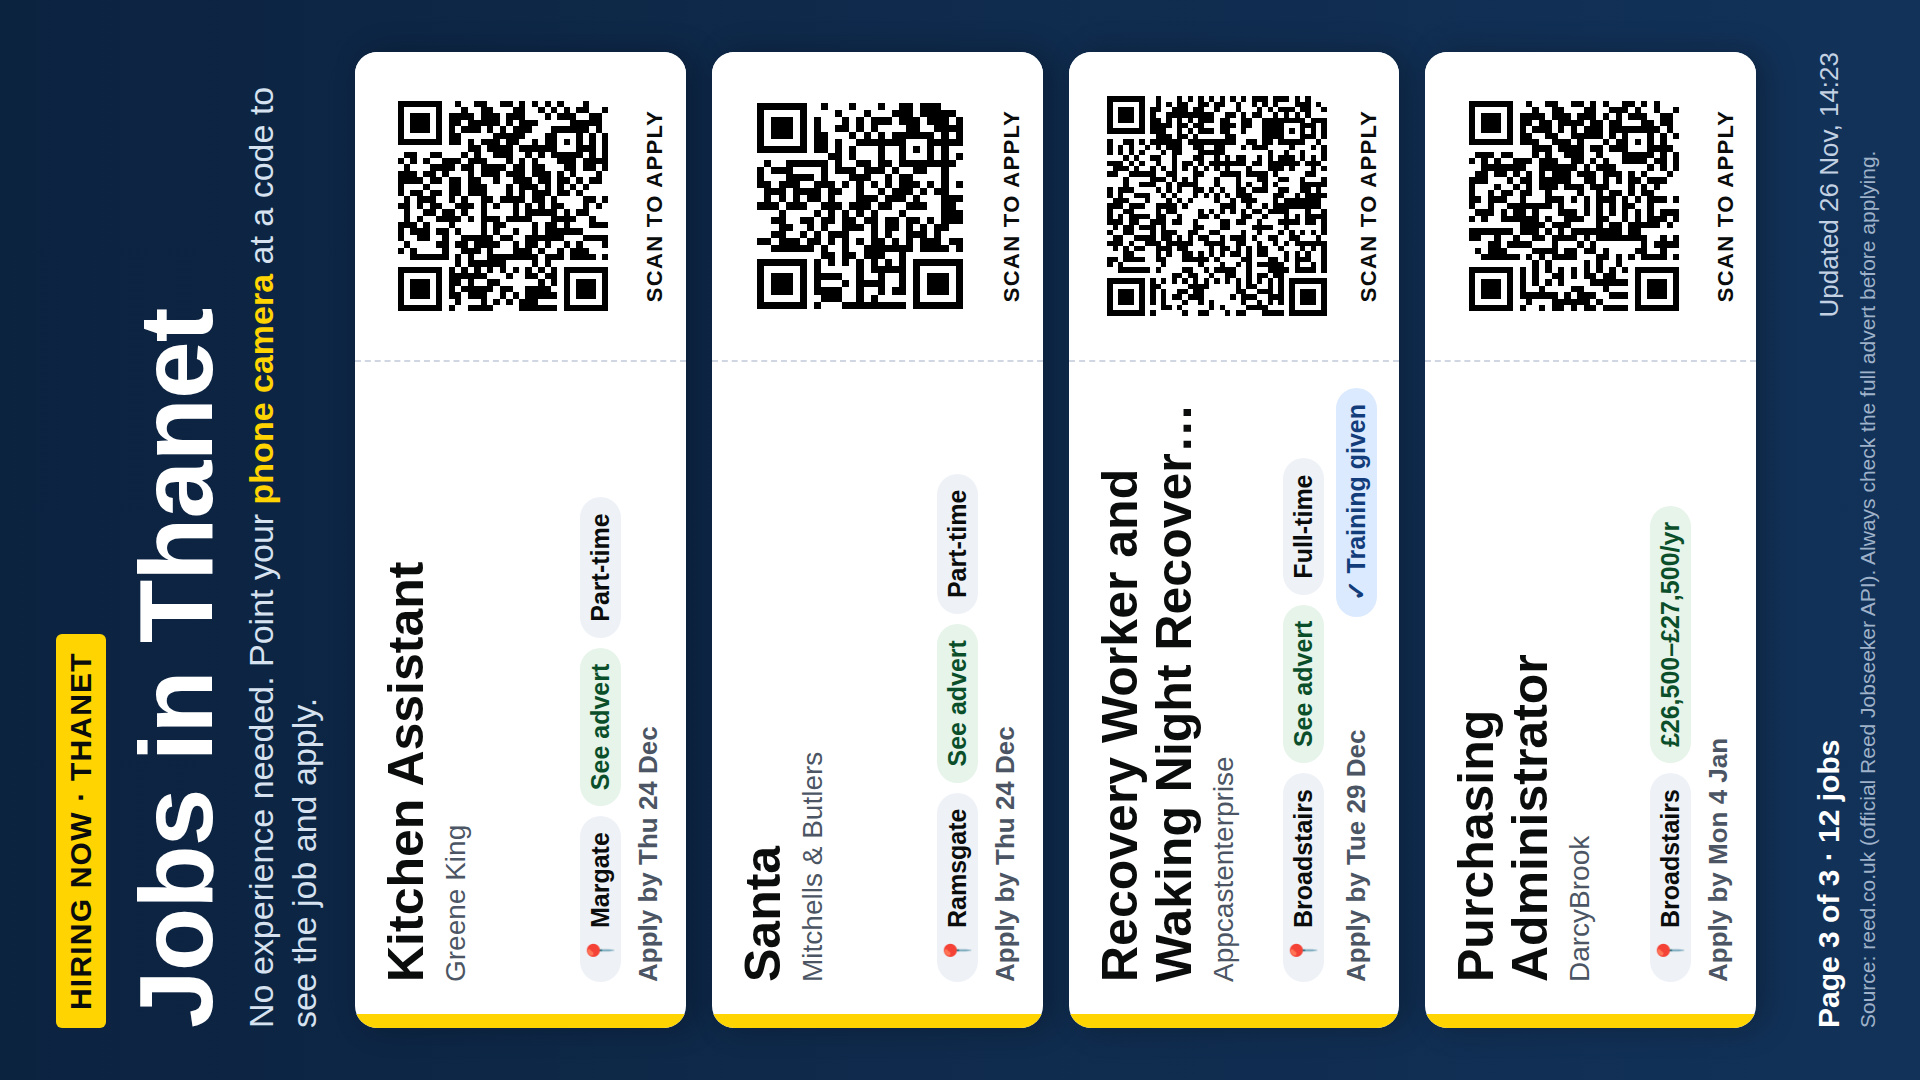 HIRING NOW · THANET
Jobs in Thanet
No experience needed. Point your phone camera at a code to
see the job and apply.
Kitchen Assistant
Greene King
📍 Margate See advert Part-time
Apply by Thu 24 Dec
SCAN TO APPLY
Santa
Mitchells & Butlers
📍 Ramsgate See advert Part-time
Apply by Thu 24 Dec
SCAN TO APPLY
Recovery Worker and
Waking Night Recover…
Appcastenterprise
📍 Broadstairs See advert Full-time
Apply by Tue 29 Dec ✓ Training given
SCAN TO APPLY
Purchasing
Administrator
DarcyBrook
📍 Broadstairs £26,500–£27,500/yr
Apply by Mon 4 Jan
SCAN TO APPLY
Page 3 of 3 · 12 jobs Updated 26 Nov, 14:23
Source: reed.co.uk (official Reed Jobseeker API). Always check the full advert before applying.